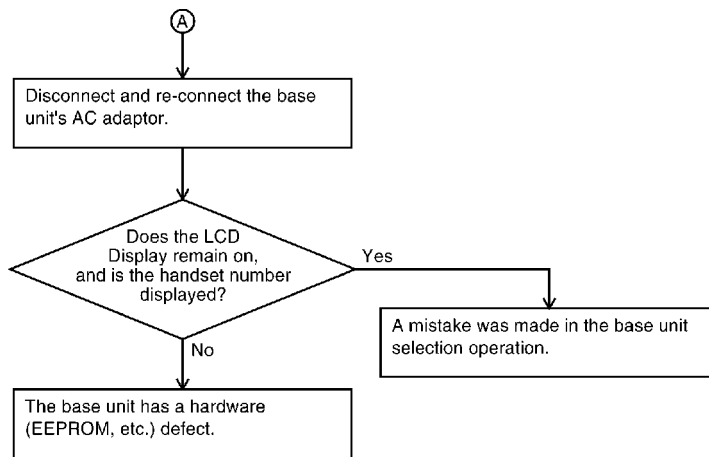 A
Disconnect and re-connect the base
unit's AC adaptor.
Does the LCD
Display remain on,
and is the handset number
displayed?
Yes
A mistake was made in the base unit
selection operation.
No
The base unit has a hardware
(EEPROM, etc.) defect.